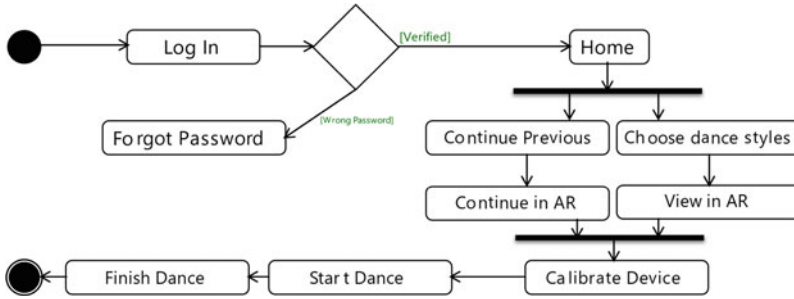 Log In
[Verified]
Home
Forgot Password
[Wrong Password]
Continue Previous
Choose dance styles
Continue in AR
View in AR
Finish Dance
Start Dance
Calibrate Device